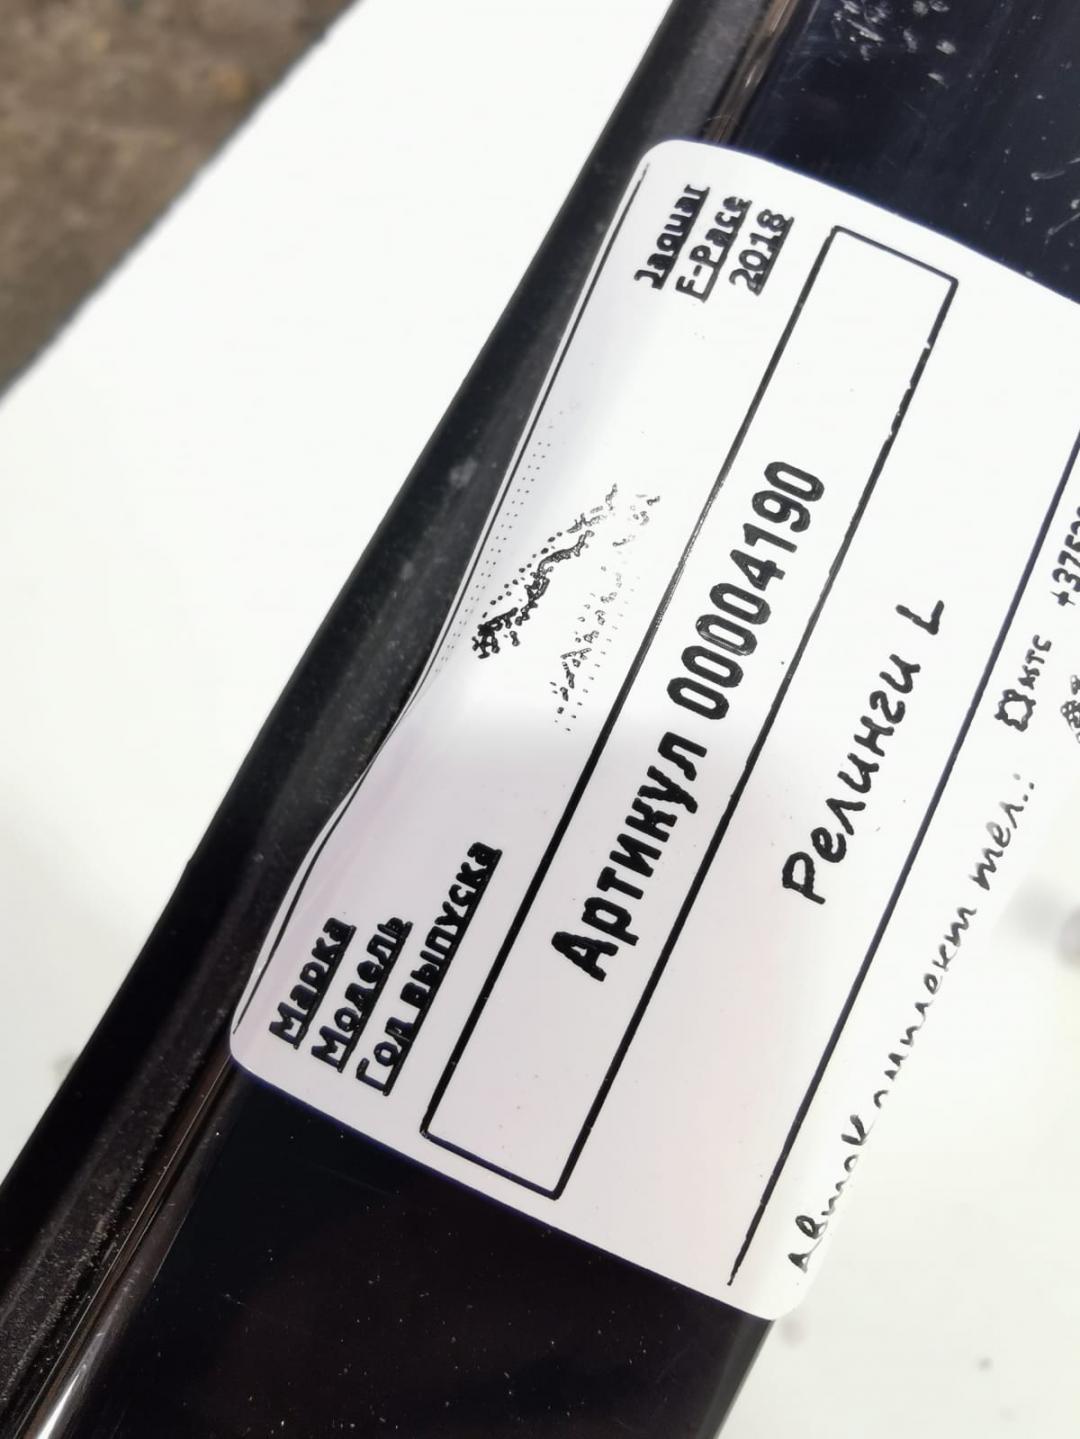 Марка Jaguar
Модель E-Pace
Год выпуска 2018
Артикул 00004190
Релинги L
АвтоКомплект тел.: МТС